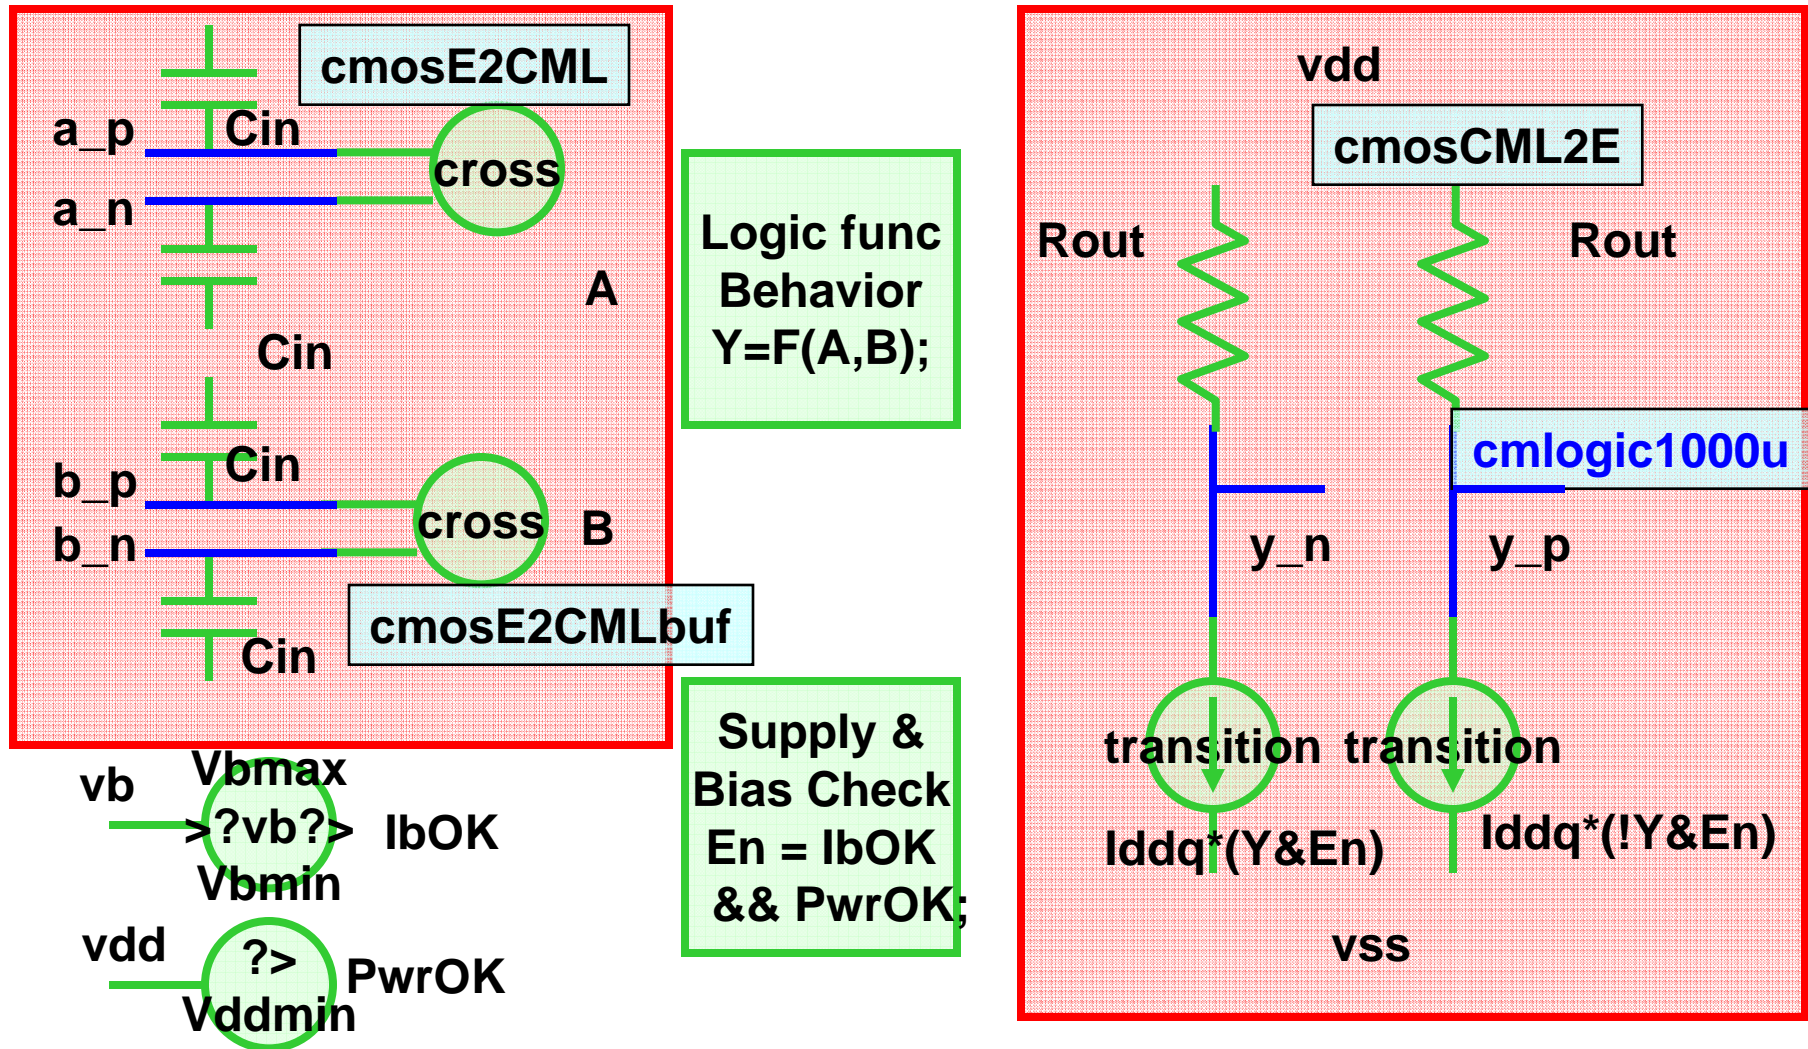 cmosE2CML
a_p
Cin
cross
a_n
A
Cin
Cin
b_p
cross
B
b_n
cmosE2CMLbuf
Cin
Logic func
Behavior
Y=F(A,B);
Supply &
Bias Check
En = IbOK
&& PwrOK;
vb
Vbmax
>?vb?>
Vbmin
IbOK
vdd
?>
Vddmin
PwrOK
vdd
cmosCML2E
Rout
Rout
cmlogic1000u
y_n
y_p
transition
transition
Iddq*(Y&En)
Iddq*(!Y&En)
vss